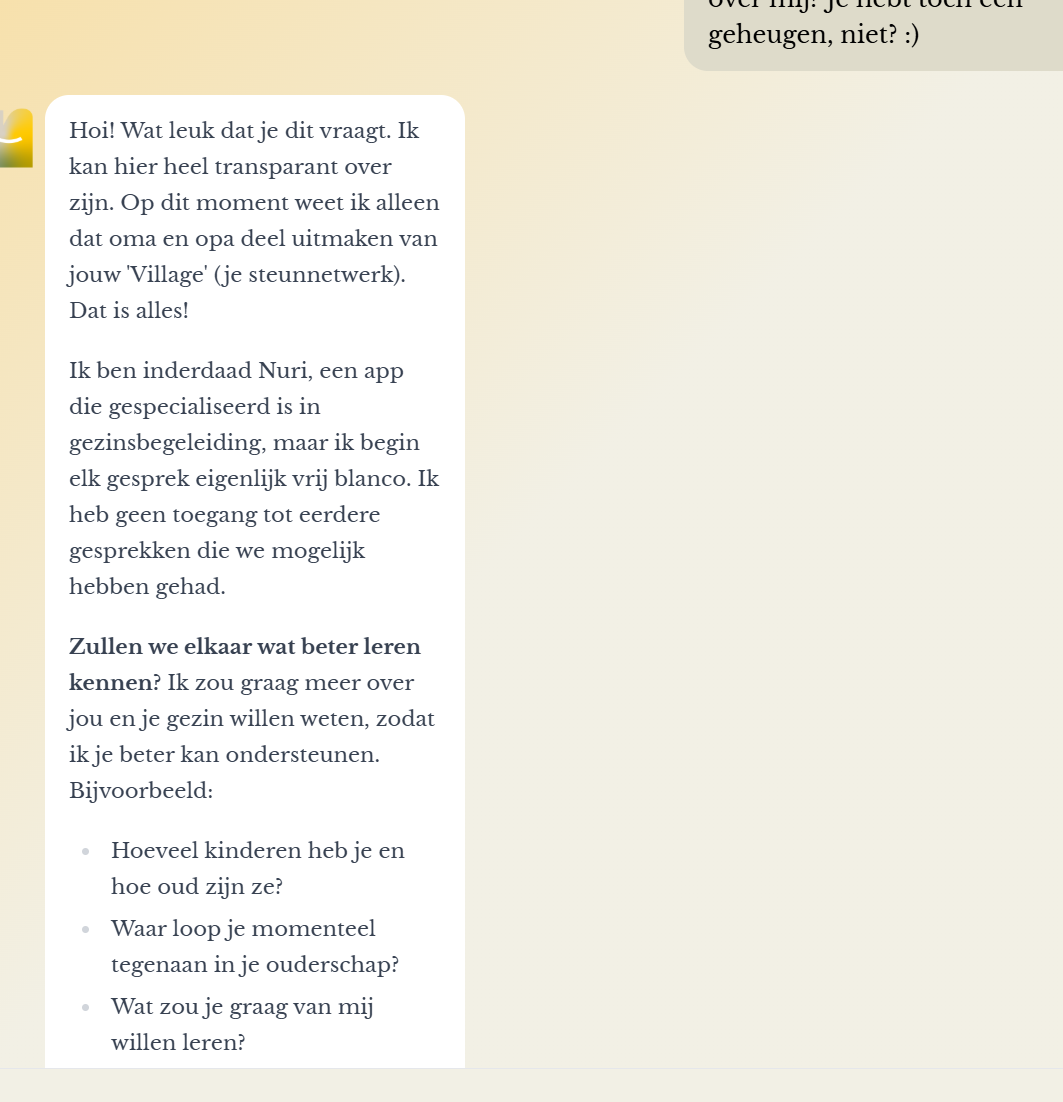 over mij? Je hebt toch een
geheugen, niet? :)
Hoi! Wat leuk dat je dit vraagt. Ik
kan hier heel transparant over
zijn. Op dit moment weet ik alleen
dat oma en opa deel uitmaken van
jouw 'Village' (je steunnetwerk).
Dat is alles!
Ik ben inderdaad Nuri, een app
die gespecialiseerd is in
gezinsbegeleiding, maar ik begin
elk gesprek eigenlijk vrij blanco. Ik
heb geen toegang tot eerdere
gesprekken die we mogelijk
hebben gehad.
Zullen we elkaar wat beter leren
kennen? Ik zou graag meer over
jou en je gezin willen weten, zodat
ik je beter kan ondersteunen.
Bijvoorbeeld:
Hoeveel kinderen heb je en
hoe oud zijn ze?
Waar loop je momenteel
tegenaan in je ouderschap?
Wat zou je graag van mij
willen leren?